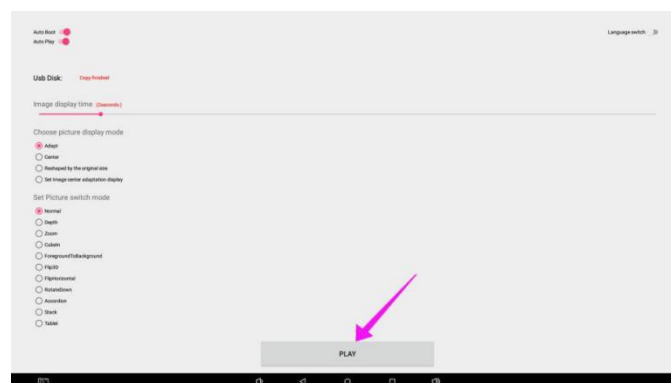 Auto Boot
Language switch
Auto Play
Usb Disk: Copy finished!
Image display time
Choose picture display mode
Adapt
Center
Reshaped by the original size
Set Image center adaptation display
Set Picture switch mode
Normal
Depth
Zoom
CubeIn
ForegroundToBackground
Flip3D
FlipHorizontal
RotateDown
Accordion
Stack
Tablet
PLAY